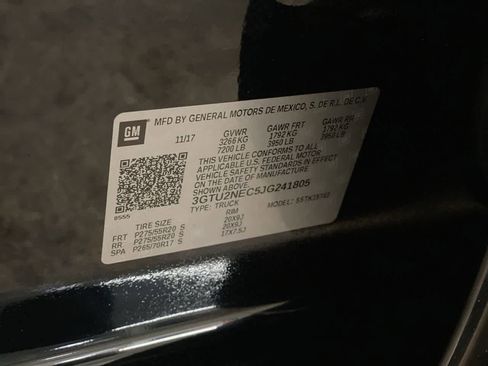 GM
MFD BY GENERAL MOTORS DE MEXICO, S. DE R.L. DE C.V.
11/17 GVWR GAWR FRT GAWR RR
3266 KG 1792 KG 1792 KG
7200 LB 3950 LB 3950 LB
THIS VEHICLE CONFORMS TO ALL
APPLICABLE U.S. FEDERAL MOTOR
VEHICLE SAFETY STANDARDS
IN EFFECT ON THE DATE OF MANUFACTURE
SHOWN ABOVE.
3GTU2NEC5JG241805
TYPE: TRUCK MODEL:
8555
TIRE SIZE RIM
FRT P275/55R20 S 20X9J
RR P275/55R20 S 20X9J
SPA P265/70R17 S 17X7.5J